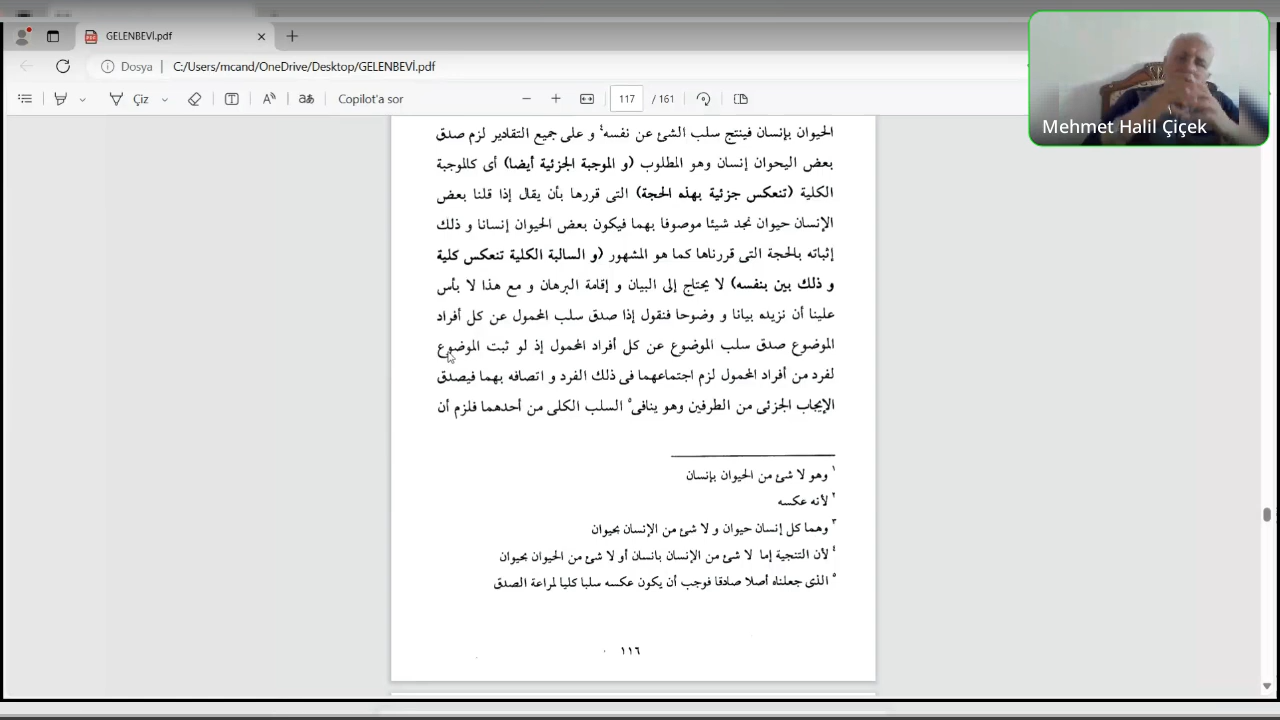 GELENBEVİ.pdf
Dosya
C:/Users/mcand/OneDrive/Desktop/GELENBEVİ.pdf
Çiz
Copilot'a sor
117 / 161
Mehmet Halil Çiçek
الحيوان بإنسان فينتج سلب الشئ عن نفسه٤ و على جميع التقادير لزم صدق
بعض اليحوان إنسان وهو المطلوب (و الموجبة الجزئية أيضا) أى كالموجبة
الكلية (تنعكس جزئية بهذه الحجة) التى قررها بأن يقال إذا قلنا بعض
الإنسان حيوان نجد شيئا موصوفا بهما فيكون بعض الحيوان إنسانا و ذلك
إثباته بالحجة التى قررناها كما هو المشهور (و السالبة الكلية تنعكس كلية
و ذلك بين بنفسه) لا يحتاج إلى البيان و إقامة البرهان و مع هذا لا بأس
علينا أن نزيده بيانا و وضوحا فنقول إذا صدق سلب المحمول عن كل أفراد
الموضوع صدق سلب الموضوع عن كل أفراد المحمول إذ لو ثبت الموضوع
لفرد من أفراد المحمول لزم اجتماعهما فى ذلك الفرد و اتصافه بهما فيصدق
الإيجاب الجزئى من الطرفين وهو ينافى٥ السلب الكلى من أحدهما فلزم أن
١ وهو لا شئ من الحيوان بإنسان
٢ لأنه عكسه
٣ وهما كل إنسان حيوان و لا شئ من الإنسان بحيوان
٤ لأن التنجية إما لا شئ من الإنسان بانسان أو لا شئ من الحيوان بحيوان
٥ الذى جعلناه أصلا صادقا فوجب أن يكون عكسه سلبا كليا لمراعة الصدق
١١٦